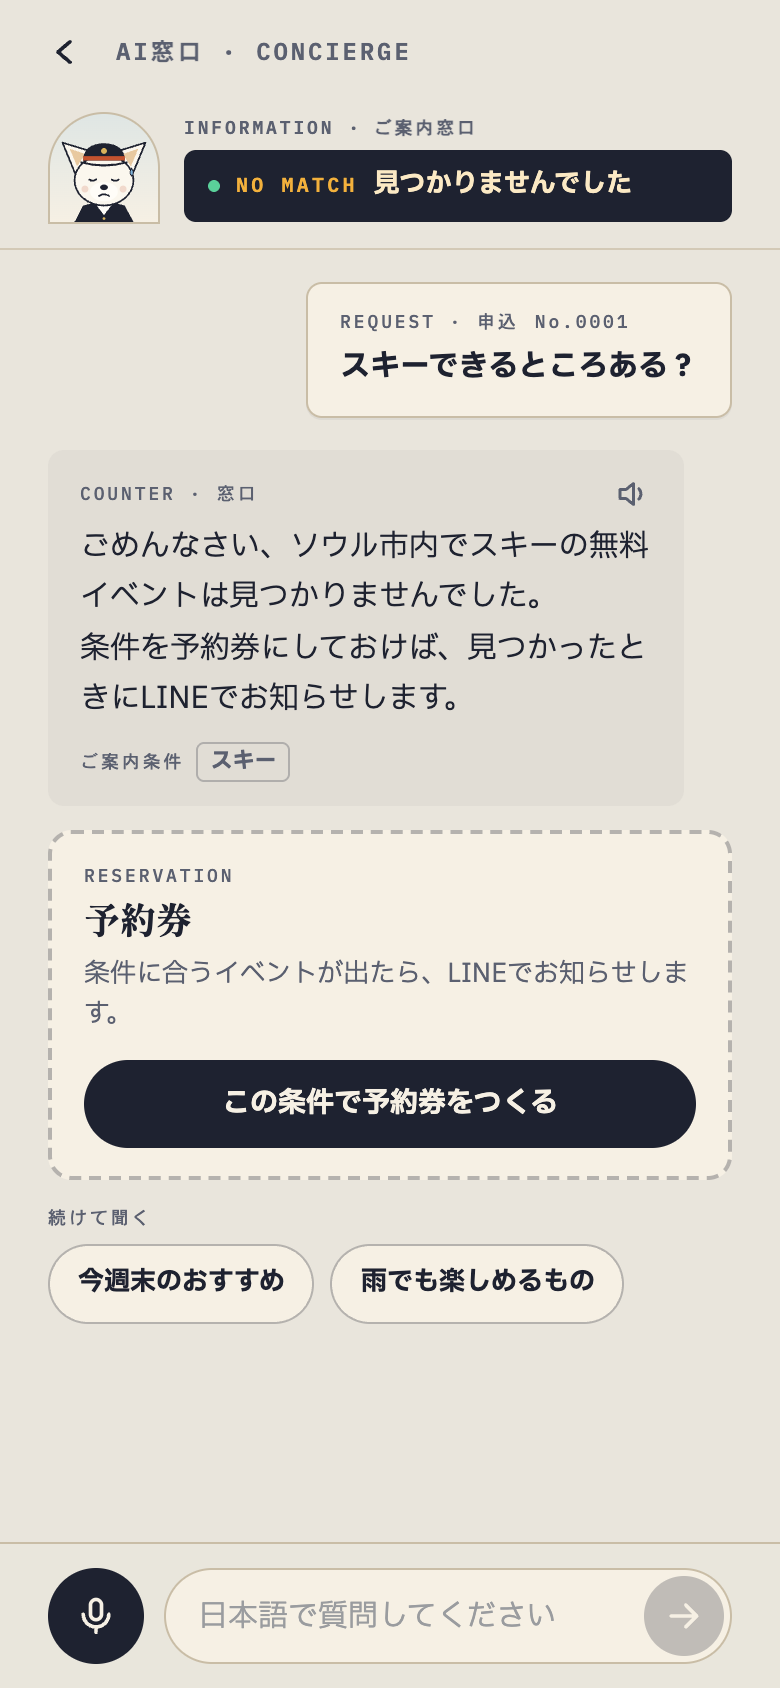 AI窓口 · CONCIERGE
INFORMATION · ご案内窓口
NO MATCH 見つかりませんでした
REQUEST · 申込 No.0001
スキーできるところある？
COUNTER · 窓口
ごめんなさい、ソウル市内でスキーの無料
イベントは見つかりませんでした。
条件を予約券にしておけば、見つかったと
きにLINEでお知らせします。
ご案内条件 スキー
RESERVATION
予約券
条件に合うイベントが出たら、LINEでお知らせしま
す。
この条件で予約券をつくる
続けて聞く
今週末のおすすめ 雨でも楽しめるもの
日本語で質問してください